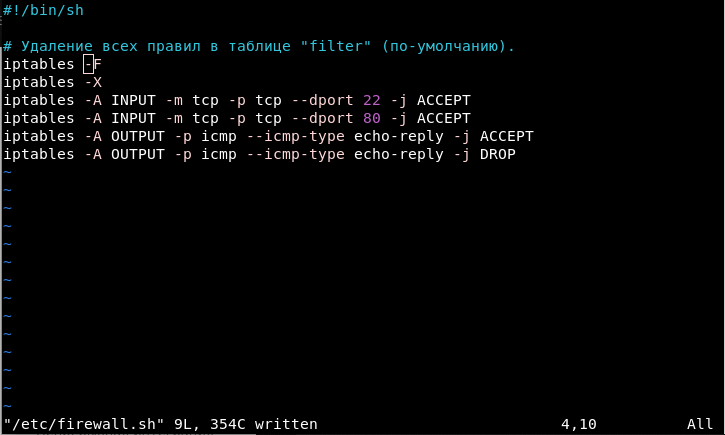 #!/bin/sh
# Удаление всех правил в таблице "filter" (по-умолчанию).
iptables -F
iptables -X
iptables -A INPUT -m tcp -p tcp --dport 22 -j ACCEPT
iptables -A INPUT -m tcp -p tcp --dport 80 -j ACCEPT
iptables -A OUTPUT -p icmp --icmp-type echo-reply -j ACCEPT
iptables -A OUTPUT -p icmp --icmp-type echo-reply -j DROP
~
~
~
~
~
~
~
~
~
~
~
~
~
~
"/etc/firewall.sh" 9L, 354C written 4,10 All